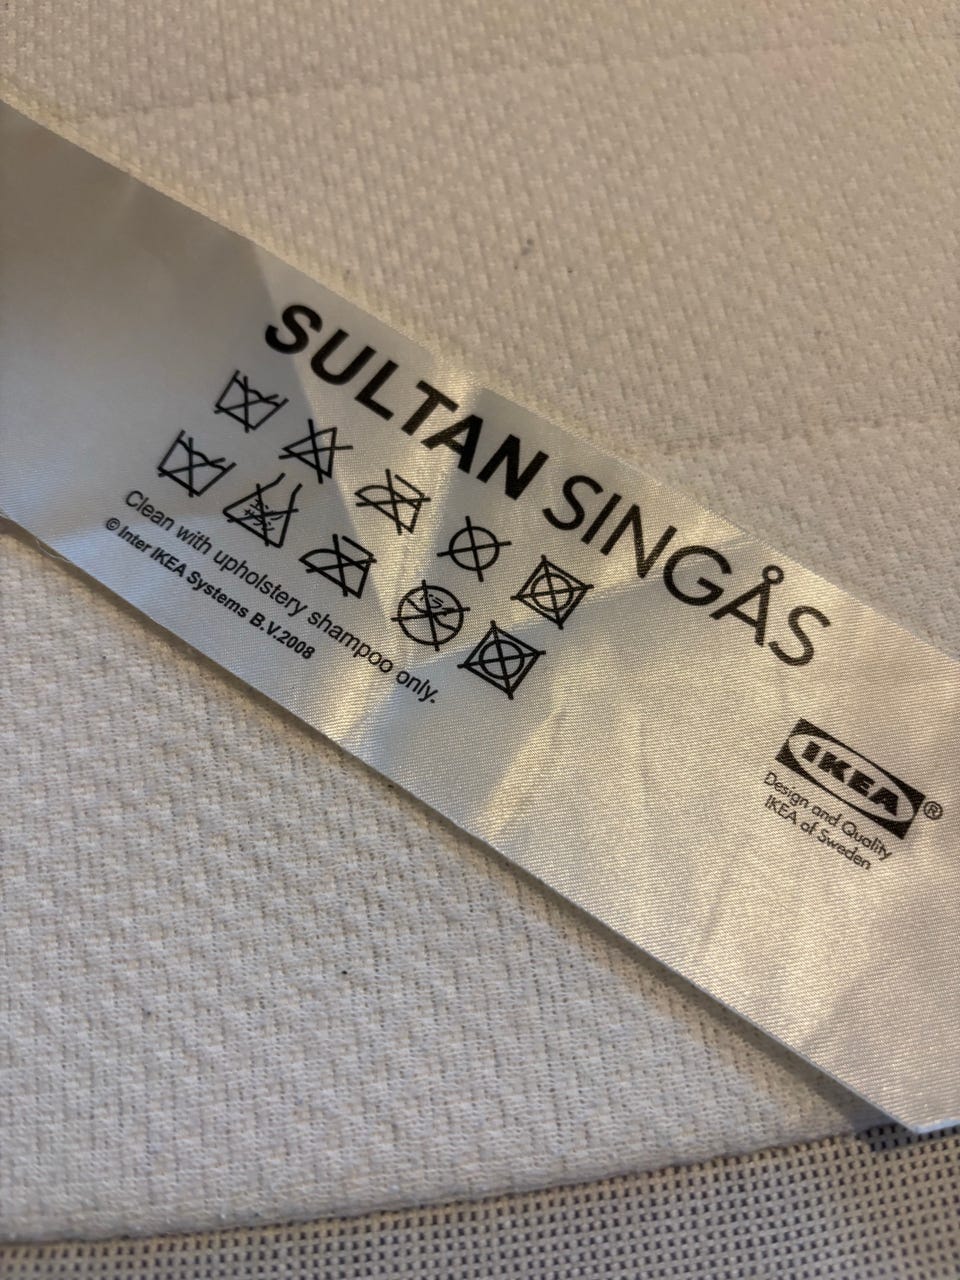 SULTAN SINGÅS
Clean with upholstery shampoo only.
© Inter IKEA Systems B.V.2008
IKEA®
Design and Quality
IKEA of Sweden